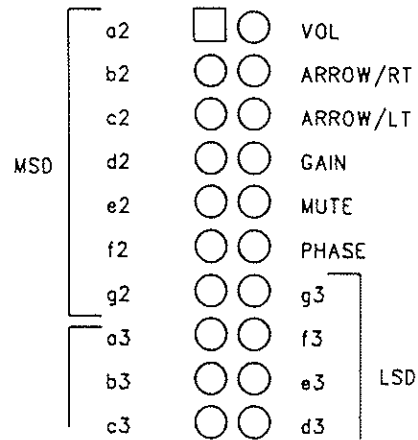 a2 VOL
b2 ARROW/RT
c2 ARROW/LT
MSD d2 GAIN
e2 MUTE
f2 PHASE
g2 g3
a3 f3
b3 e3 LSD
c3 d3